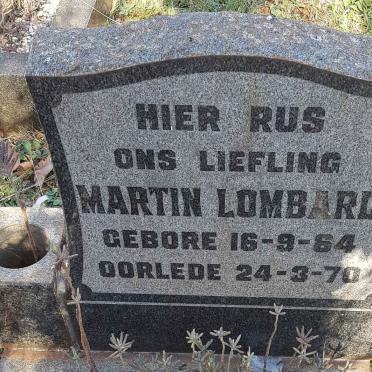 HIER RUS
ONS LIEFLING
MARTIN LOMBARD
GEBORE 16-9-64
OORLEDE 24-3-70